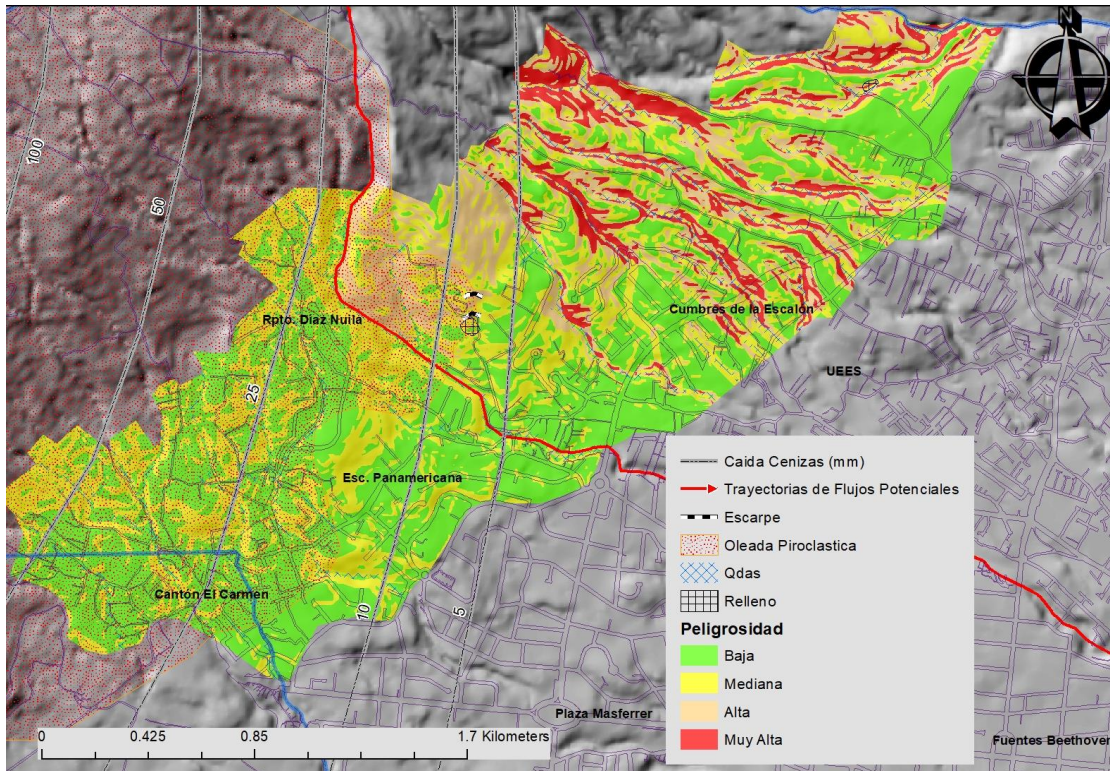 N
100
50
25
10
5
Rpto. Diaz Nuila
Cumbres de la Escalón
UEES
Esc. Panamericana
Cantón El Carmen
Plaza Masferrer
Fuentes Beethoven
Caida Cenizas (mm)
Trayectorias de Flujos Potenciales
Escarpe
Oleada Piroclastica
Qdas
Relleno
Peligrosidad
Baja
Mediana
Alta
Muy Alta
0 0.425 0.85 1.7 Kilometers